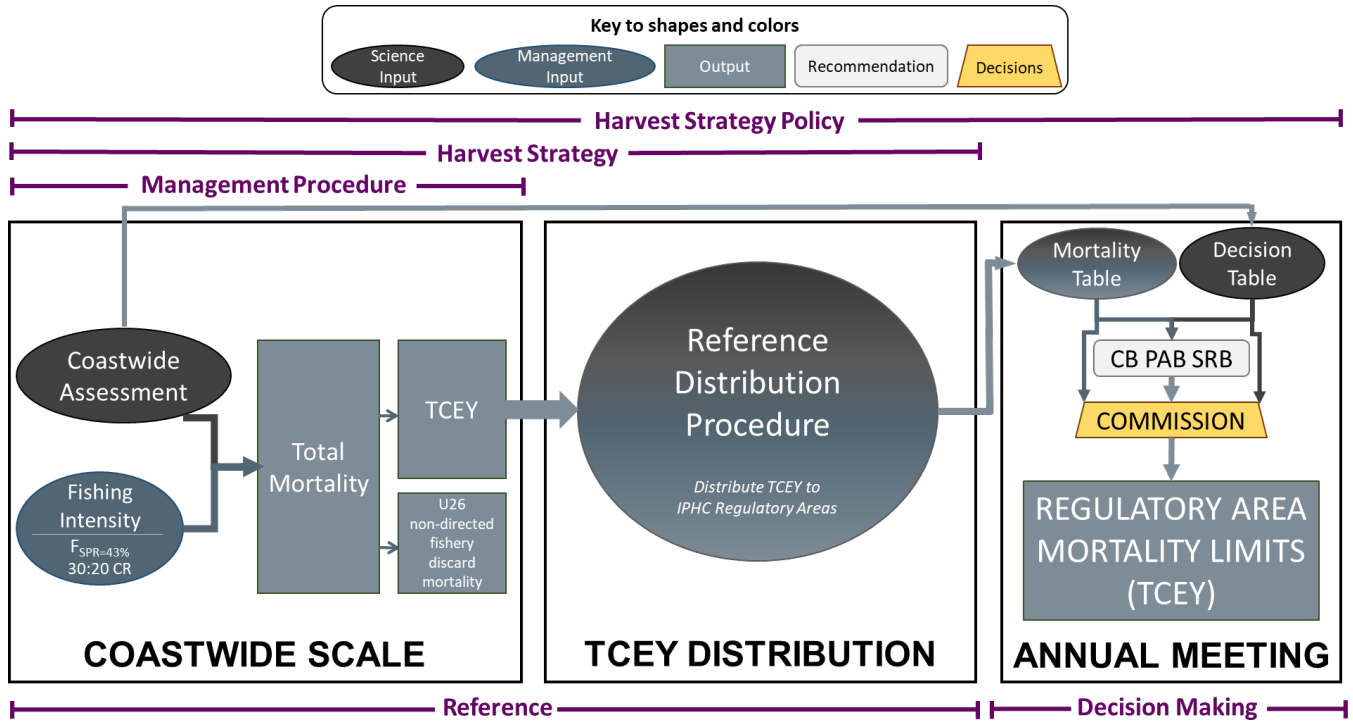 Key to shapes and colors
Science
Input
Management
Input
Output
Recommendation
Decisions
Harvest Strategy Policy
Harvest Strategy
Management Procedure
Coastwide
Assessment
Fishing
Intensity
FSPR=43%
30:20 CR
Total
Mortality
TCEY
U26
non-directed
fishery
discard
mortality
COASTWIDE SCALE
Reference
Distribution
Procedure
Distribute TCEY to
IPHC Regulatory Areas
TCEY DISTRIBUTION
Mortality
Table
Decision
Table
CB PAB SRB
COMMISSION
REGULATORY AREA
MORTALITY LIMITS
(TCEY)
ANNUAL MEETING
Reference
Decision Making